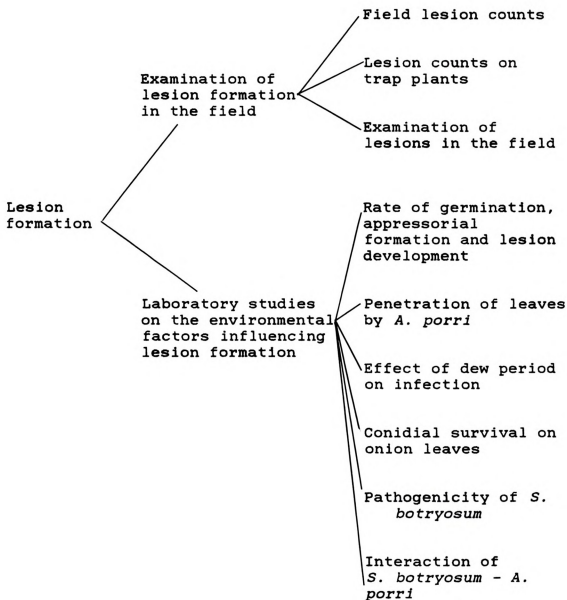 Field lesion counts
Lesion counts on
trap plants
Examination of
lesion formation
in the field
Examination of
lesions in the field
Lesion
formation
Rate of germination,
appressorial
formation and lesion
development
Laboratory studies
on the environmental
factors influencing
lesion formation
Penetration of leaves
by A. porri
Effect of dew period
on infection
Conidial survival on
onion leaves
Pathogenicity of S.
botryosum
Interaction of
S. botryosum - A.
porri